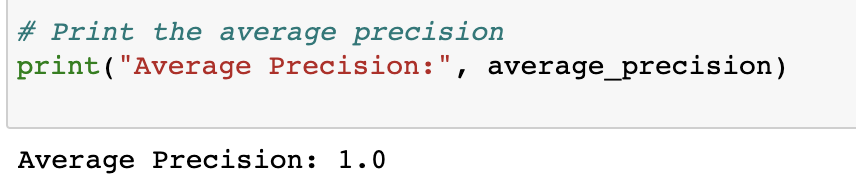 # Print the average precision
print("Average Precision:", average_precision)
Average Precision: 1.0